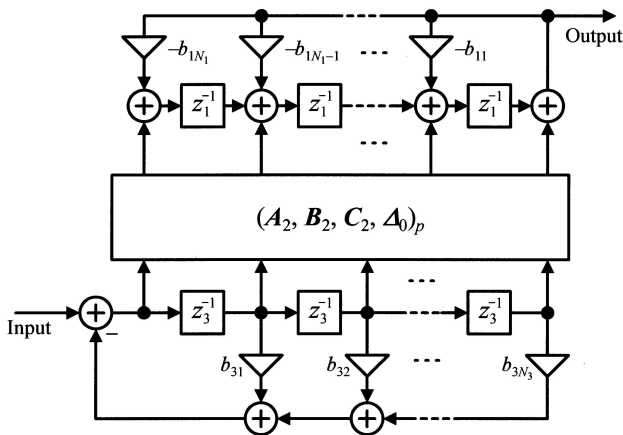 Output
–b₁N₁ –b₁N₁–1 ... –b₁₁
z₁⁻¹ z₁⁻¹ z₁⁻¹
...
(A₂, B₂, C₂, Δ₀)ₚ
...
Input
z₃⁻¹ z₃⁻¹ z₃⁻¹
–
b₃₁ b₃₂ ... b₃N₃